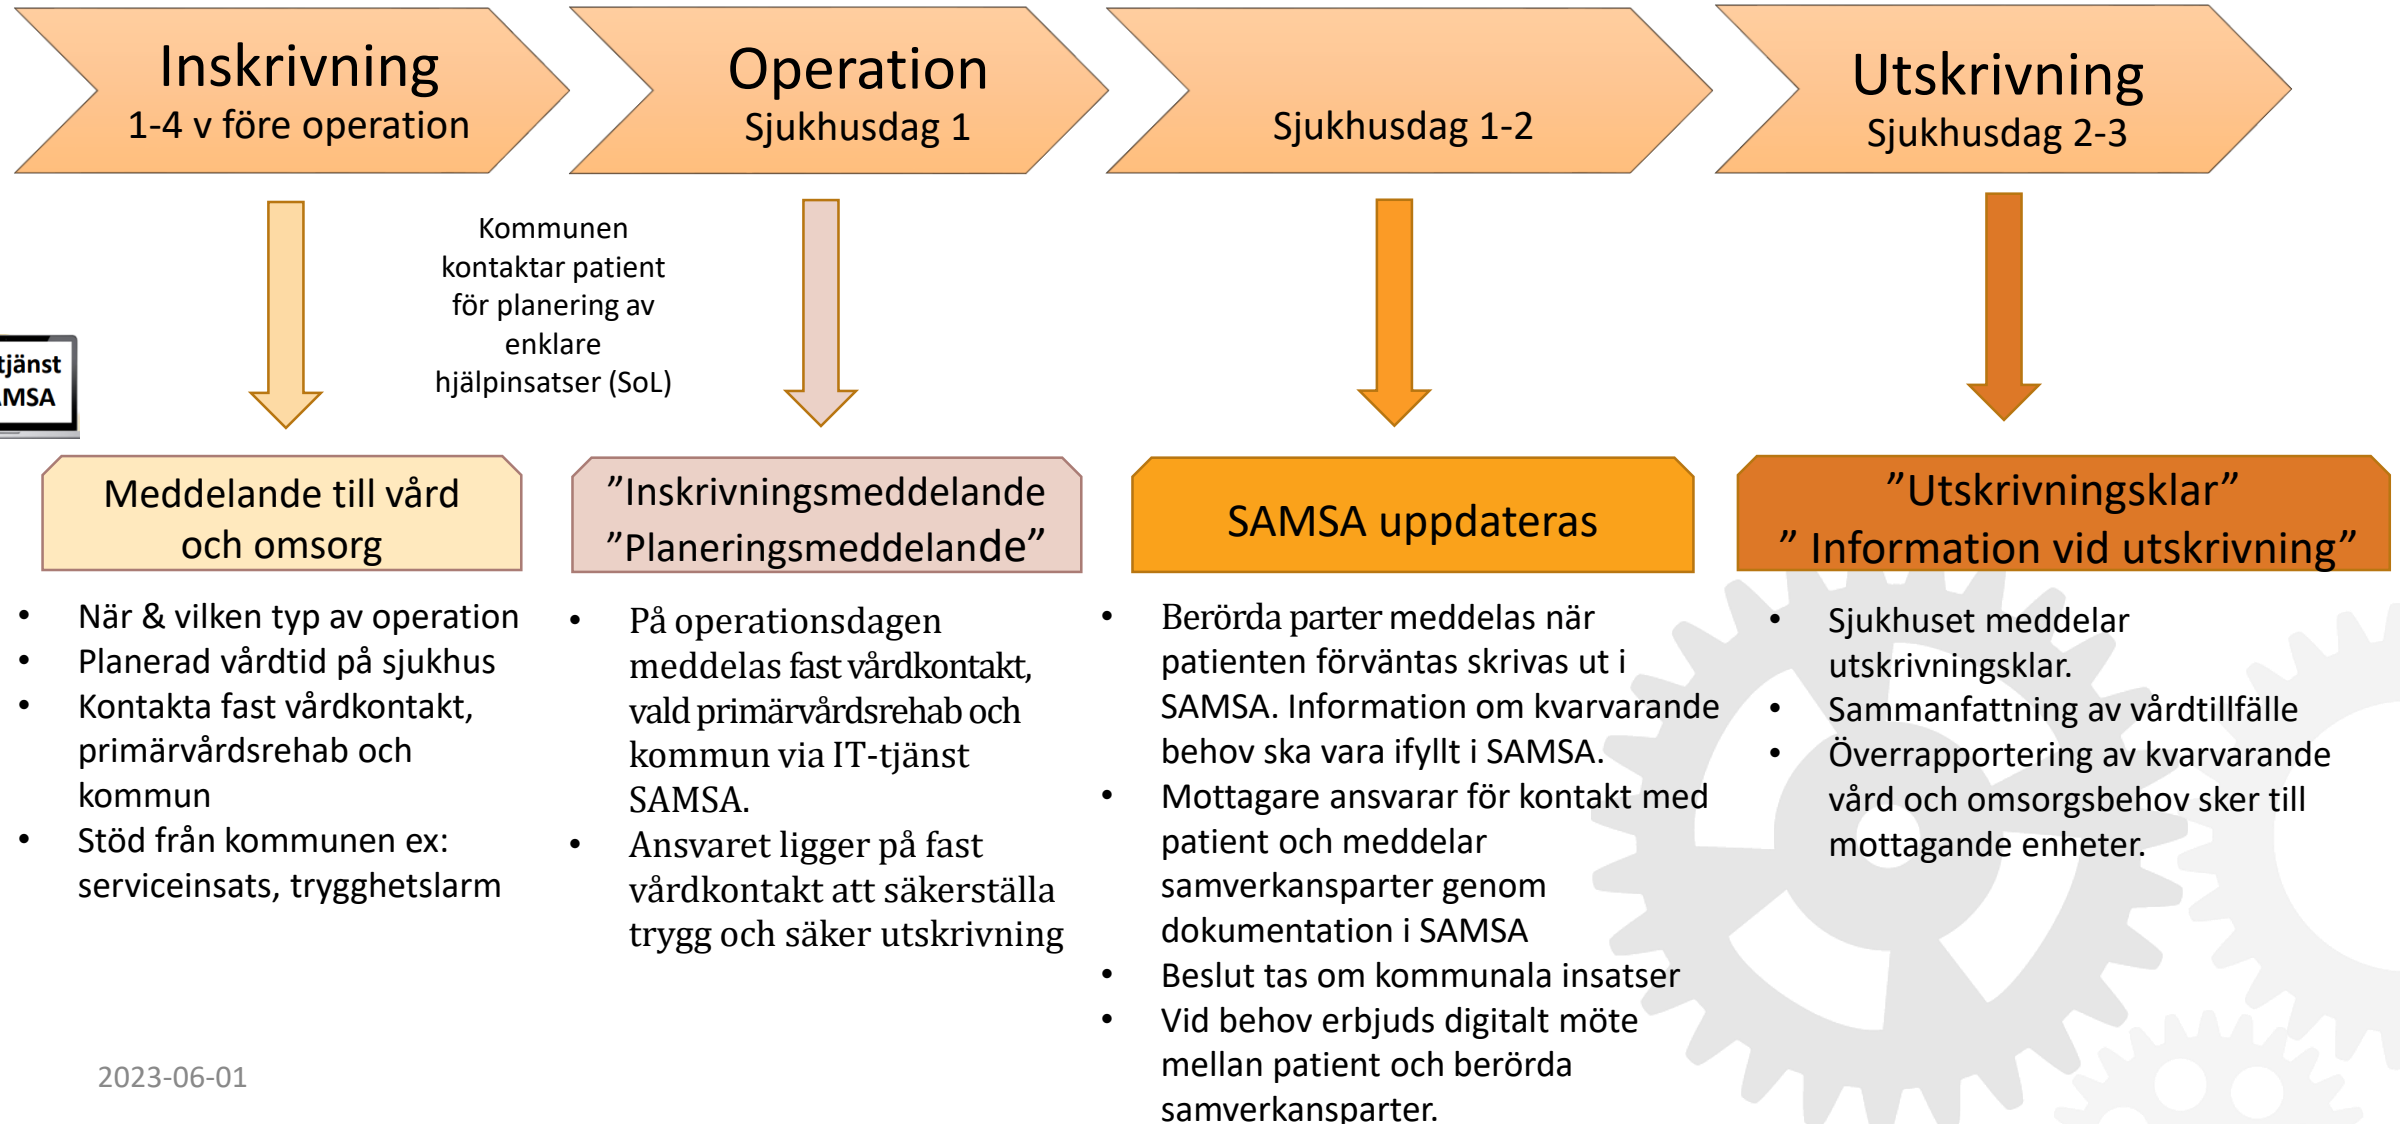 Inskrivning
1-4 v före operation
Operation
Sjukhusdag 1
Sjukhusdag 1-2
Utskrivning
Sjukhusdag 2-3
Kommunen
kontaktar patient
för planering av
enklare
hjälpinsatser (SoL)
tjänst
AMSA
Meddelande till vård
och omsorg
• När & vilken typ av operation
• Planerad vårdtid på sjukhus
• Kontakta fast vårdkontakt,
primärvårdsrehab och
kommun
• Stöd från kommunen ex:
serviceinsats, trygghetslarm
”Inskrivningsmeddelande
”Planeringsmeddelande”
• På operationsdagen
meddelas fast vårdkontakt,
vald primärvårdsrehab och
kommun via IT-tjänst
SAMSA.
• Ansvaret ligger på fast
vårdkontakt att säkerställa
trygg och säker utskrivning
SAMSA uppdateras
• Berörda parter meddelas när
patienten förväntas skrivas ut i
SAMSA. Information om kvarvarande
behov ska vara ifyllt i SAMSA.
• Mottagare ansvarar för kontakt med
patient och meddelar
samverkansparter genom
dokumentation i SAMSA
• Beslut tas om kommunala insatser
• Vid behov erbjuds digitalt möte
mellan patient och berörda
samverkansparter.
”Utskrivningsklar”
” Information vid utskrivning”
• Sjukhuset meddelar
utskrivningsklar.
• Sammanfattning av vårdtillfälle
• Överrapportering av kvarvarande
vård och omsorgsbehov sker till
mottagande enheter.
2023-06-01